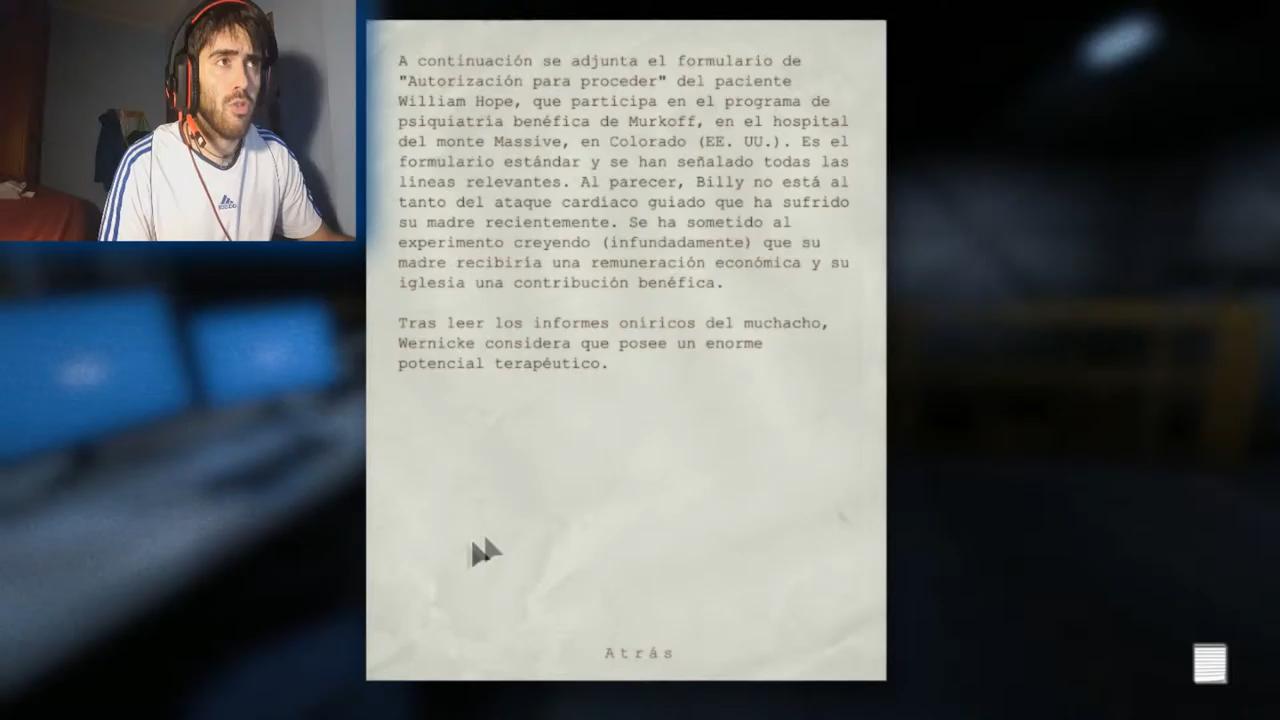 A continuación se adjunta el formulario de
"Autorización para proceder" del paciente
William Hope, que participa en el programa de
psiquiatría benéfica de Murkoff, en el hospital
del monte Massive, en Colorado (EE. UU.). Es el
formulario estándar y se han señalado todas las
líneas relevantes. Al parecer, Billy no está al
tanto del ataque cardíaco guiado que ha sufrido
su madre recientemente. Se ha sometido al
experimento creyendo (infundadamente) que su
madre recibiría una remuneración económica y su
iglesia una contribución benéfica.
Tras leer los informes oníricos del muchacho,
Wernicke considera que posee un enorme
potencial terapéutico.
Atrás
adidas